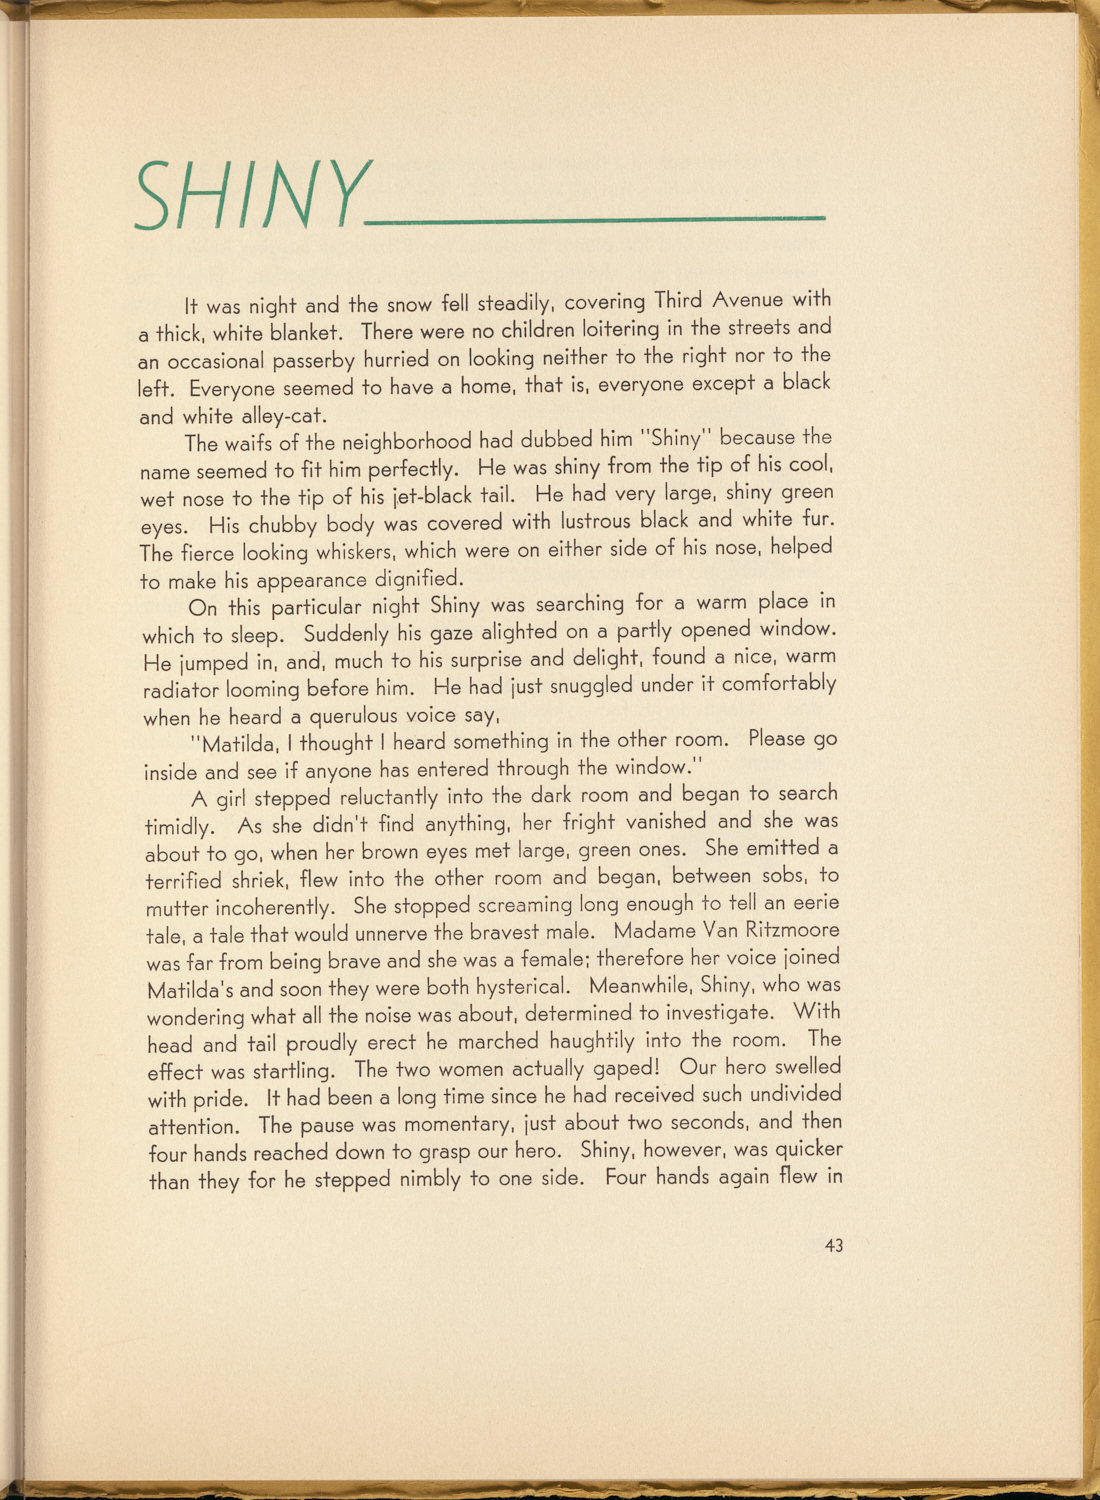 SHINY
It was night and the snow fell steadily, covering Third Avenue with
a thick, white blanket. There were no children loitering in the streets and
an occasional passerby hurried on looking neither to the right nor to the
left. Everyone seemed to have a home, that is, everyone except a black
and white alley-cat.
The waifs of the neighborhood had dubbed him "Shiny" because the
name seemed to fit him perfectly. He was shiny from the tip of his cool,
wet nose to the tip of his jet-black tail. He had very large, shiny green
eyes. His chubby body was covered with lustrous black and white fur.
The fierce looking whiskers, which were on either side of his nose, helped
to make his appearance dignified.
On this particular night Shiny was searching for a warm place in
which to sleep. Suddenly his gaze alighted on a partly opened window.
He jumped in, and, much to his surprise and delight, found a nice, warm
radiator looming before him. He had just snuggled under it comfortably
when he heard a querulous voice say,
"Matilda, I thought I heard something in the other room. Please go
inside and see if anyone has entered through the window."
A girl stepped reluctantly into the dark room and began to search
timidly. As she didn't find anything, her fright vanished and she was
about to go, when her brown eyes met large, green ones. She emitted a
terrified shriek, flew into the other room and began, between sobs, to
mutter incoherently. She stopped screaming long enough to tell an eerie
tale, a tale that would unnerve the bravest male. Madame Van Ritzmoore
was far from being brave and she was a female; therefore her voice joined
Matilda's and soon they were both hysterical. Meanwhile, Shiny, who was
wondering what all the noise was about, determined to investigate. With
head and tail proudly erect he marched haughtily into the room. The
effect was startling. The two women actually gaped! Our hero swelled
with pride. It had been a long time since he had received such undivided
attention. The pause was momentary, just about two seconds, and then
four hands reached down to grasp our hero. Shiny, however, was quicker
than they for he stepped nimbly to one side. Four hands again flew in
43